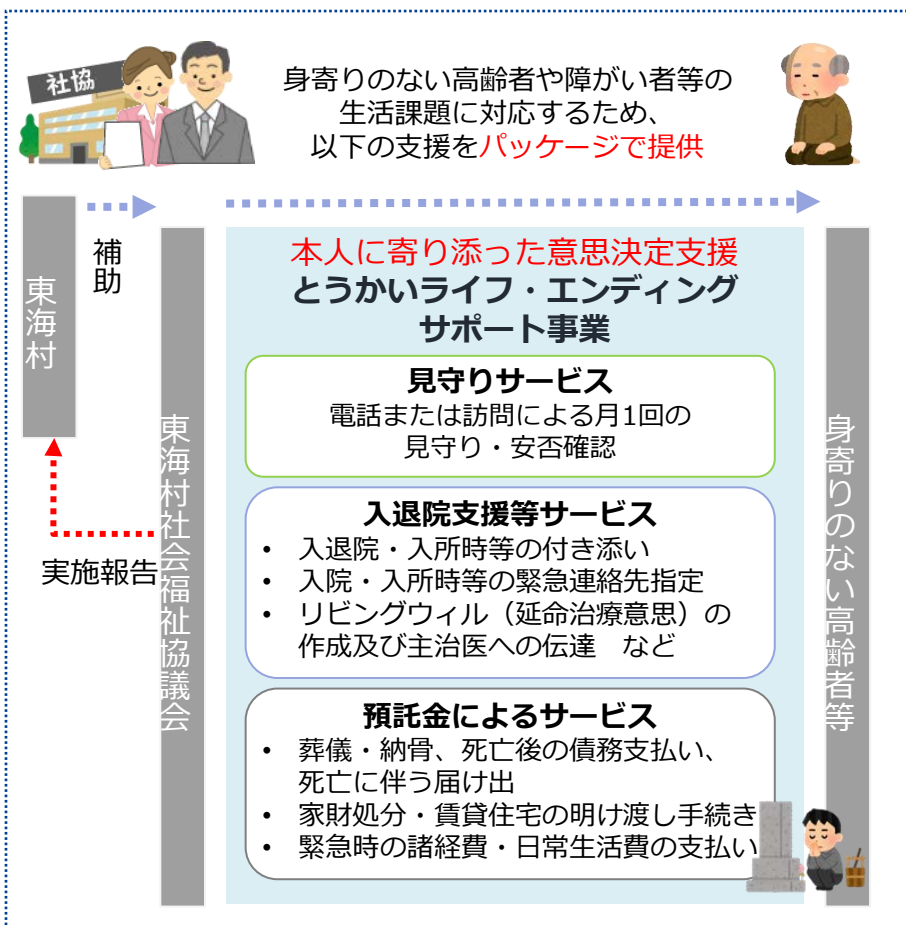 社協
身寄りのない高齢者や障がい者等の
生活課題に対応するため、
以下の支援をパッケージで提供
補助
東海村
実施報告
東海村社会福祉協議会
本人に寄り添った意思決定支援
とうかいライフ・エンディング
サポート事業
見守りサービス
電話または訪問による月1回の
見守り・安否確認
入退院支援等サービス
• 入退院・入所時等の付き添い
• 入院・入所時等の緊急連絡先指定
• リビングウィル（延命治療意思）の
作成及び主治医への伝達　など
預託金によるサービス
• 葬儀・納骨、死亡後の債務支払い、
死亡に伴う届け出
• 家財処分・賃貸住宅の明け渡し手続き
• 緊急時の諸経費・日常生活費の支払い
身寄りのない高齢者等